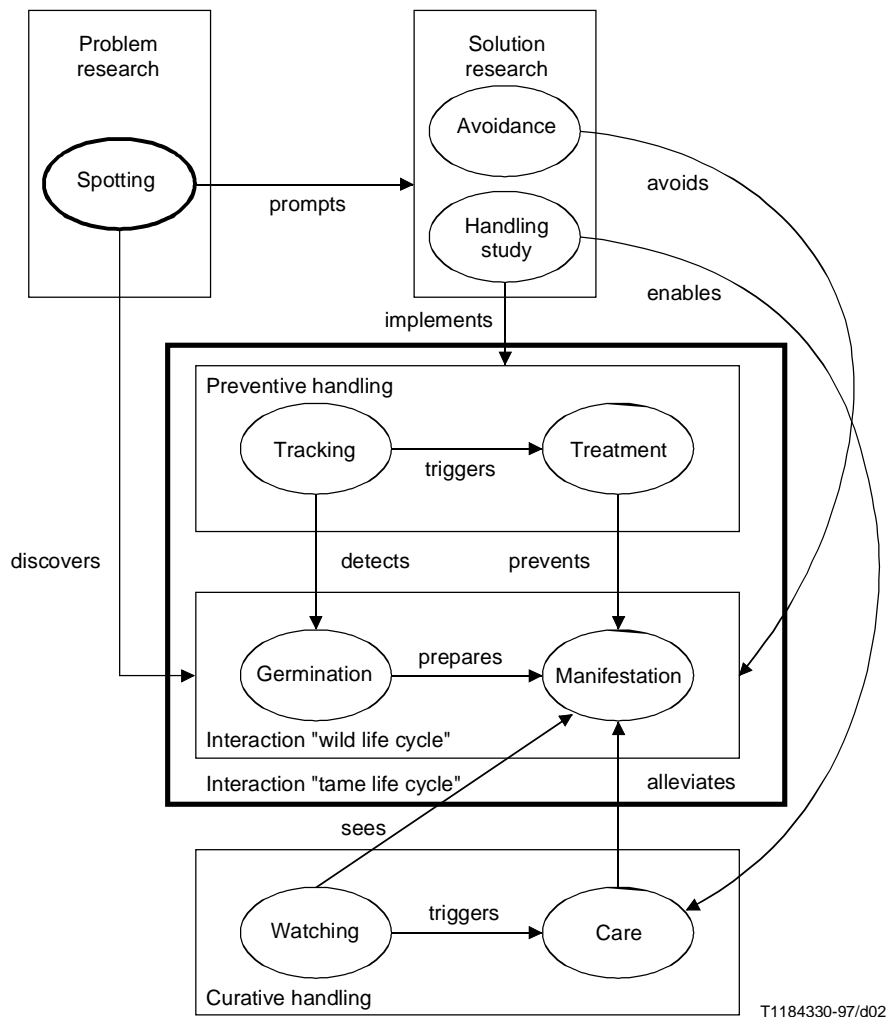 Problem
research
Solution
research
Avoidance
Spotting
avoids
prompts
Handling
study
enables
implements
Preventive handling
Tracking
Treatment
triggers
discovers
detects
prevents
Germination
prepares
Manifestation
Interaction "wild life cycle"
Interaction "tame life cycle"
alleviates
sees
Watching
triggers
Care
Curative handling
T1184330-97/d02